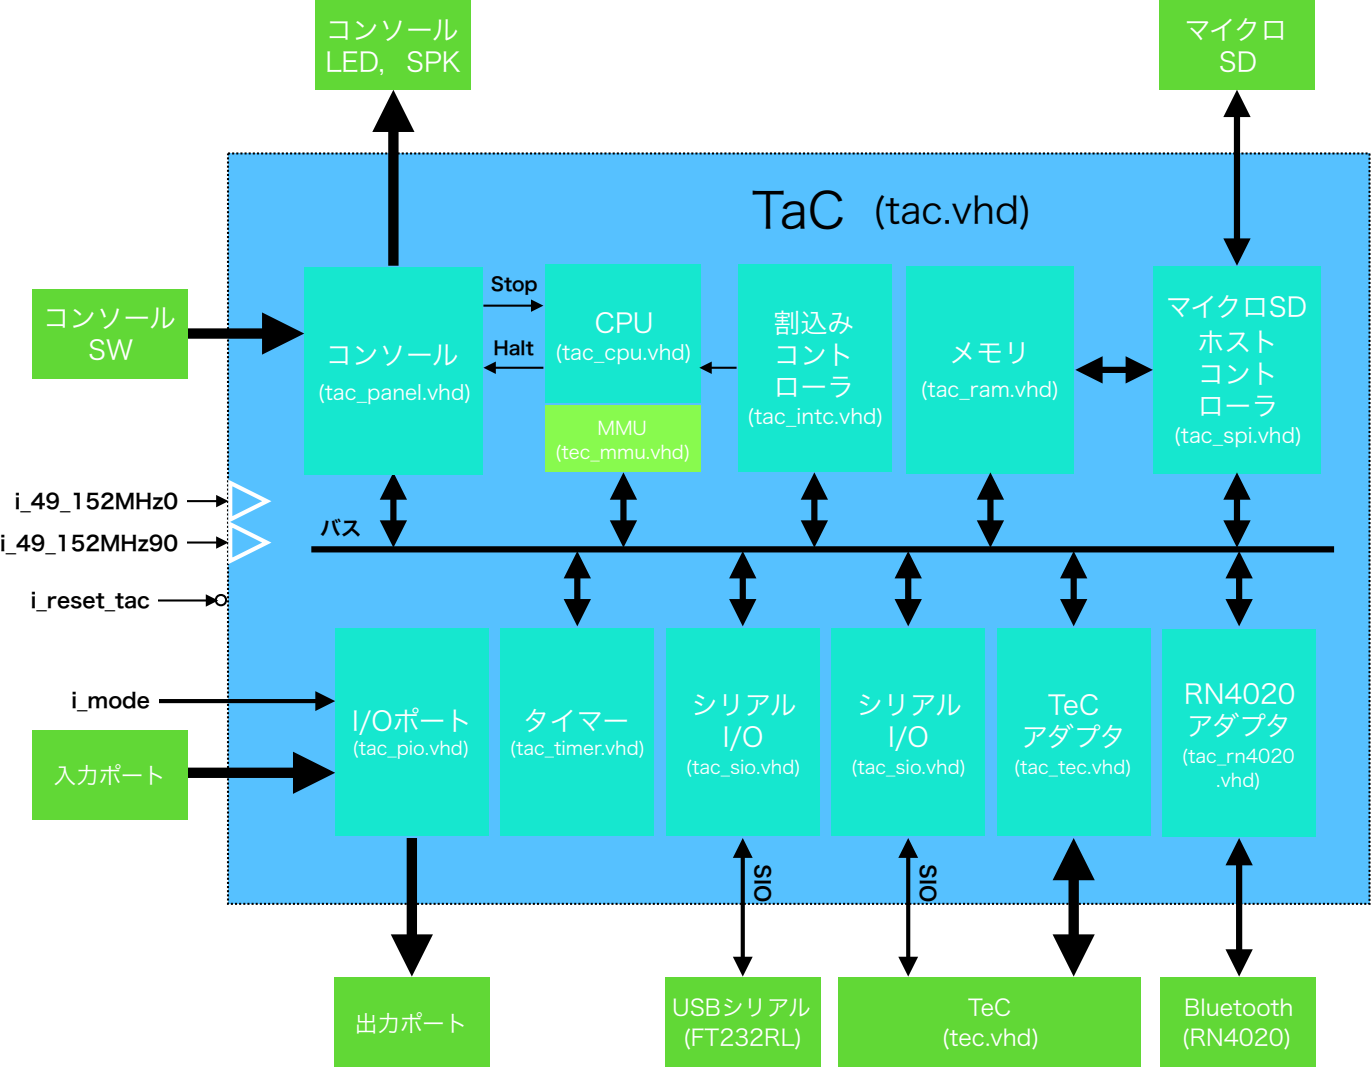 コンソール
LED，SPK
マイクロ
SD
TaC (tac.vhd)
コンソール
SW
コンソール
(tac_panel.vhd)
Stop
Halt
CPU
(tac_cpu.vhd)
MMU
(tec_mmu.vhd)
割込み
コント
ローラ
(tac_intc.vhd)
メモリ
(tac_ram.vhd)
マイクロSD
ホスト
コント
ローラ
(tac_spi.vhd)
i_49_152MHz0
i_49_152MHz90
バス
i_reset_tac
i_mode
入力ポート
I/Oポート
(tac_pio.vhd)
タイマー
(tac_timer.vhd)
シリアル
I/O
(tac_sio.vhd)
シリアル
I/O
(tac_sio.vhd)
TeC
アダプタ
(tac_tec.vhd)
RN4020
アダプタ
(tac_rn4020
.vhd)
SIO
SIO
出力ポート
USBシリアル
(FT232RL)
TeC
(tec.vhd)
Bluetooth
(RN4020)